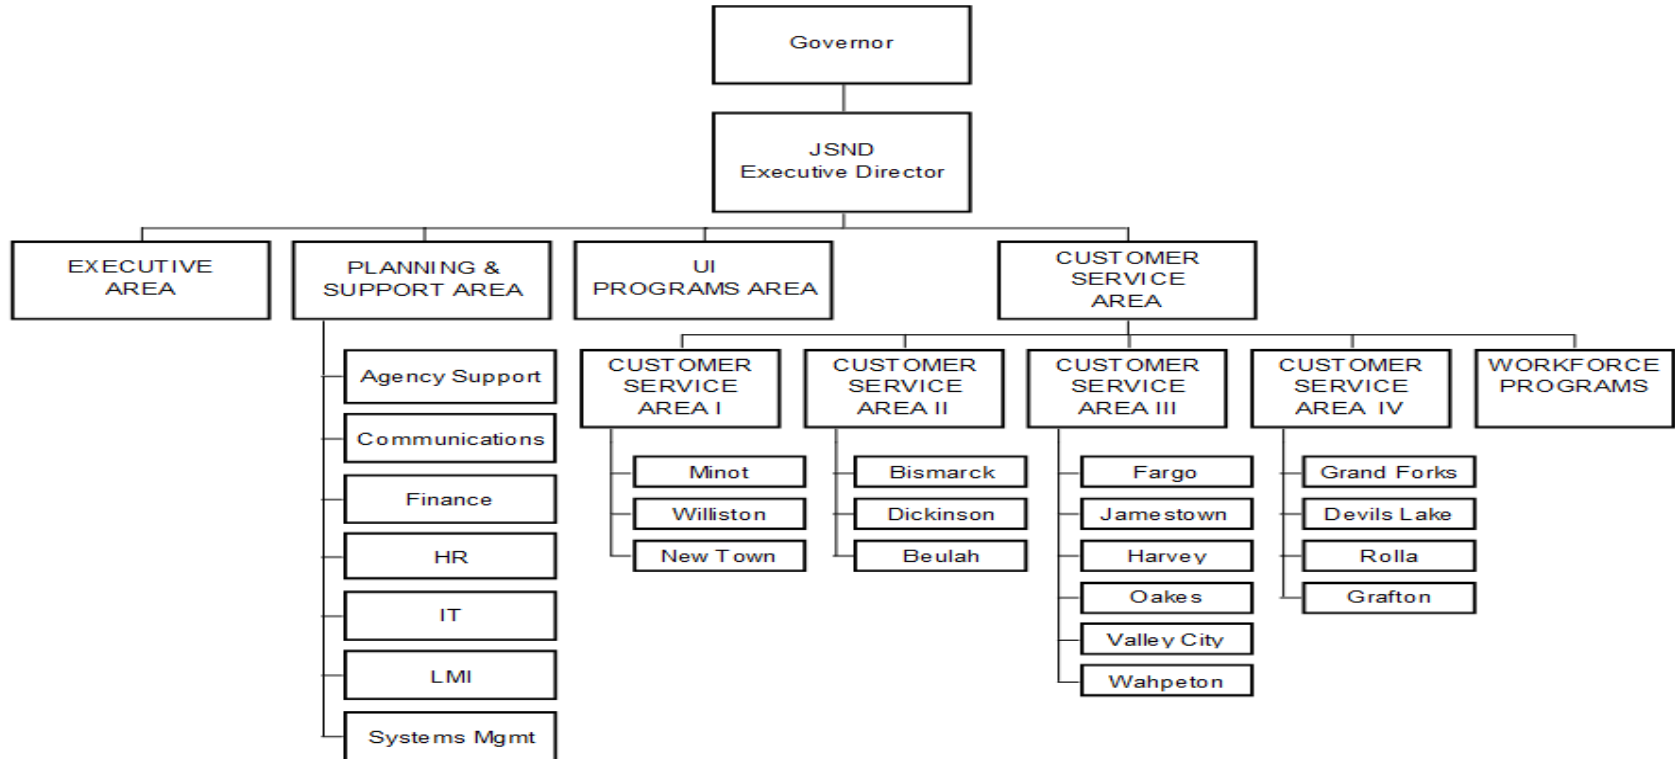 Governor
JSND
Executive Director
EXECUTIVE
AREA
PLANNING &
SUPPORT AREA
UI
PROGRAMS AREA
CUSTOMER
SERVICE
AREA
Agency Support
Communications
Finance
HR
IT
LMI
Systems Mgmt
CUSTOMER
SERVICE
AREA I
Minot
Williston
New Town
CUSTOMER
SERVICE
AREA II
Bismarck
Dickinson
Beulah
CUSTOMER
SERVICE
AREA III
Fargo
Jamestown
Harvey
Oakes
Valley City
Wahpeton
CUSTOMER
SERVICE
AREA IV
Grand Forks
Devils Lake
Rolla
Grafton
WORKFORCE
PROGRAMS